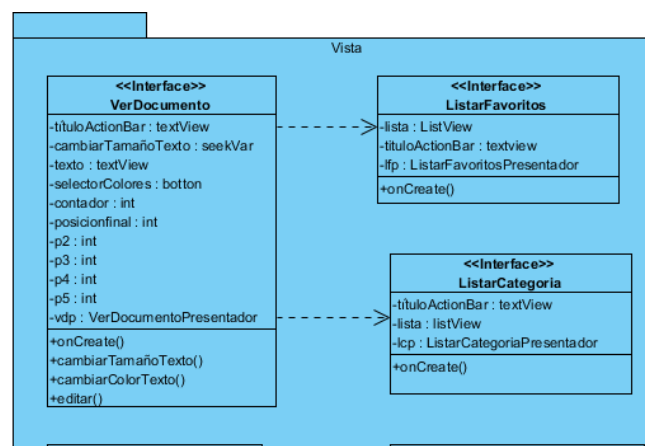 Vista
<<Interface>>
VerDocumento
-títuloActionBar : textView
-cambiarTamañoTexto : seekVar
-texto : textView
-selectorColores : botton
-contador : int
-posicionfinal : int
-p2 : int
-p3 : int
-p4 : int
-p5 : int
-vdp : VerDocumentoPresentador
+onCreate()
+cambiarTamañoTexto()
+cambiarColorTexto()
+editar()
<<Interface>>
ListarFavoritos
-lista : ListView
-tituloActionBar : textview
-lfp : ListarFavoritosPresentador
+onCreate()
<<Interface>>
ListarCategoria
-títuloActionBar : textView
-lista : listView
-lcp : ListarCategoriaPresentador
+onCreate()